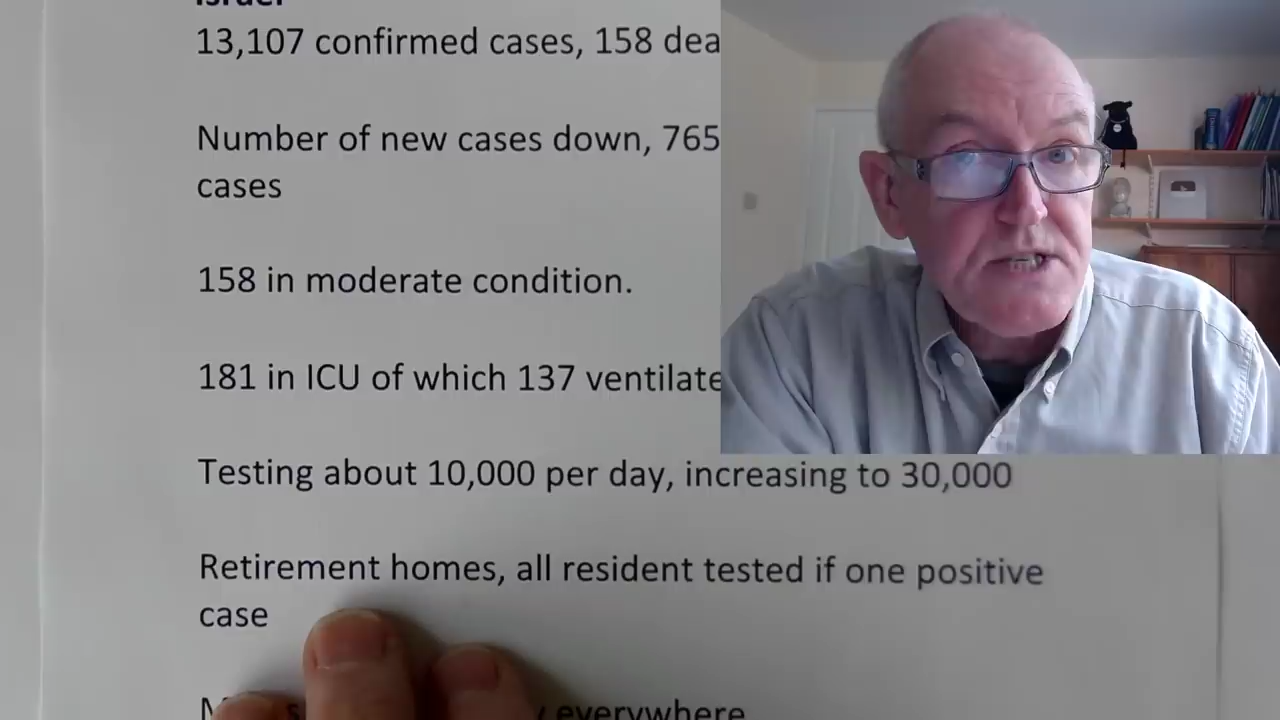 Israel
13,107 confirmed cases, 158 dea
Number of new cases down, 765
cases
158 in moderate condition.
181 in ICU of which 137 ventilate
Testing about 10,000 per day, increasing to 30,000
Retirement homes, all resident tested if one positive
case
everywhere